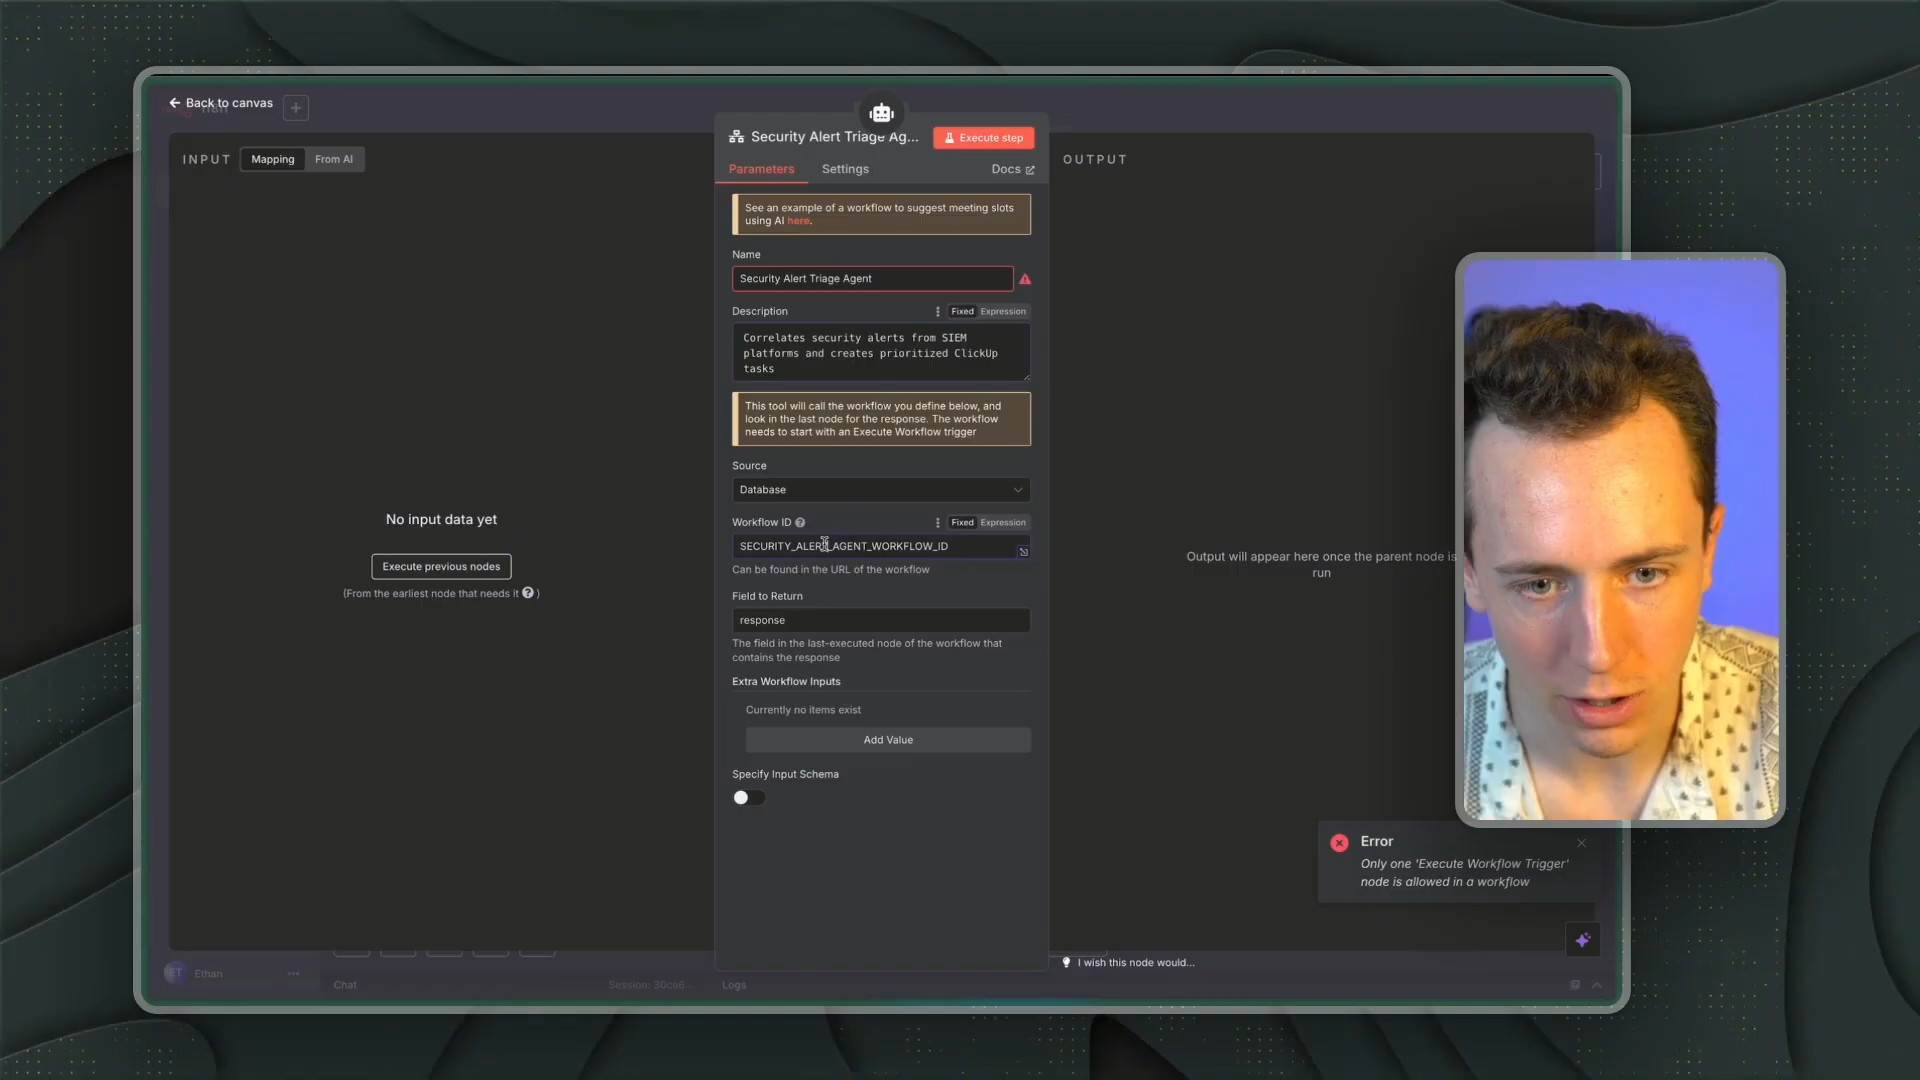 Back to canvas
Security Alert Triage Ag...
Execute step
INPUT
Mapping
From AI
Parameters
Settings
Docs
OUTPUT
See an example of a workflow to suggest meeting slots
using AI here.
Name
Security Alert Triage Agent
Description
Fixed
Expression
Correlates security alerts from SIEM
platforms and creates prioritized ClickUp
tasks
This tool will call the workflow you define below, and
look in the last node for the response. The workflow
needs to start with an Execute Workflow trigger
Source
Database
Workflow ID
Fixed
Expression
SECURITY_ALERT_AGENT_WORKFLOW_ID
Can be found in the URL of the workflow
No input data yet
Execute previous nodes
(From the earliest node that needs it ? )
Output will appear here once the parent node is
run
Field to Return
response
The field in the last-executed node of the workflow that
contains the response
Extra Workflow Inputs
Currently no items exist
Add Value
Specify Input Schema
Error
Only one 'Execute Workflow Trigger'
node is allowed in a workflow
I wish this node would...
ET
Ethan
Chat
Session: 30ce6...
Logs